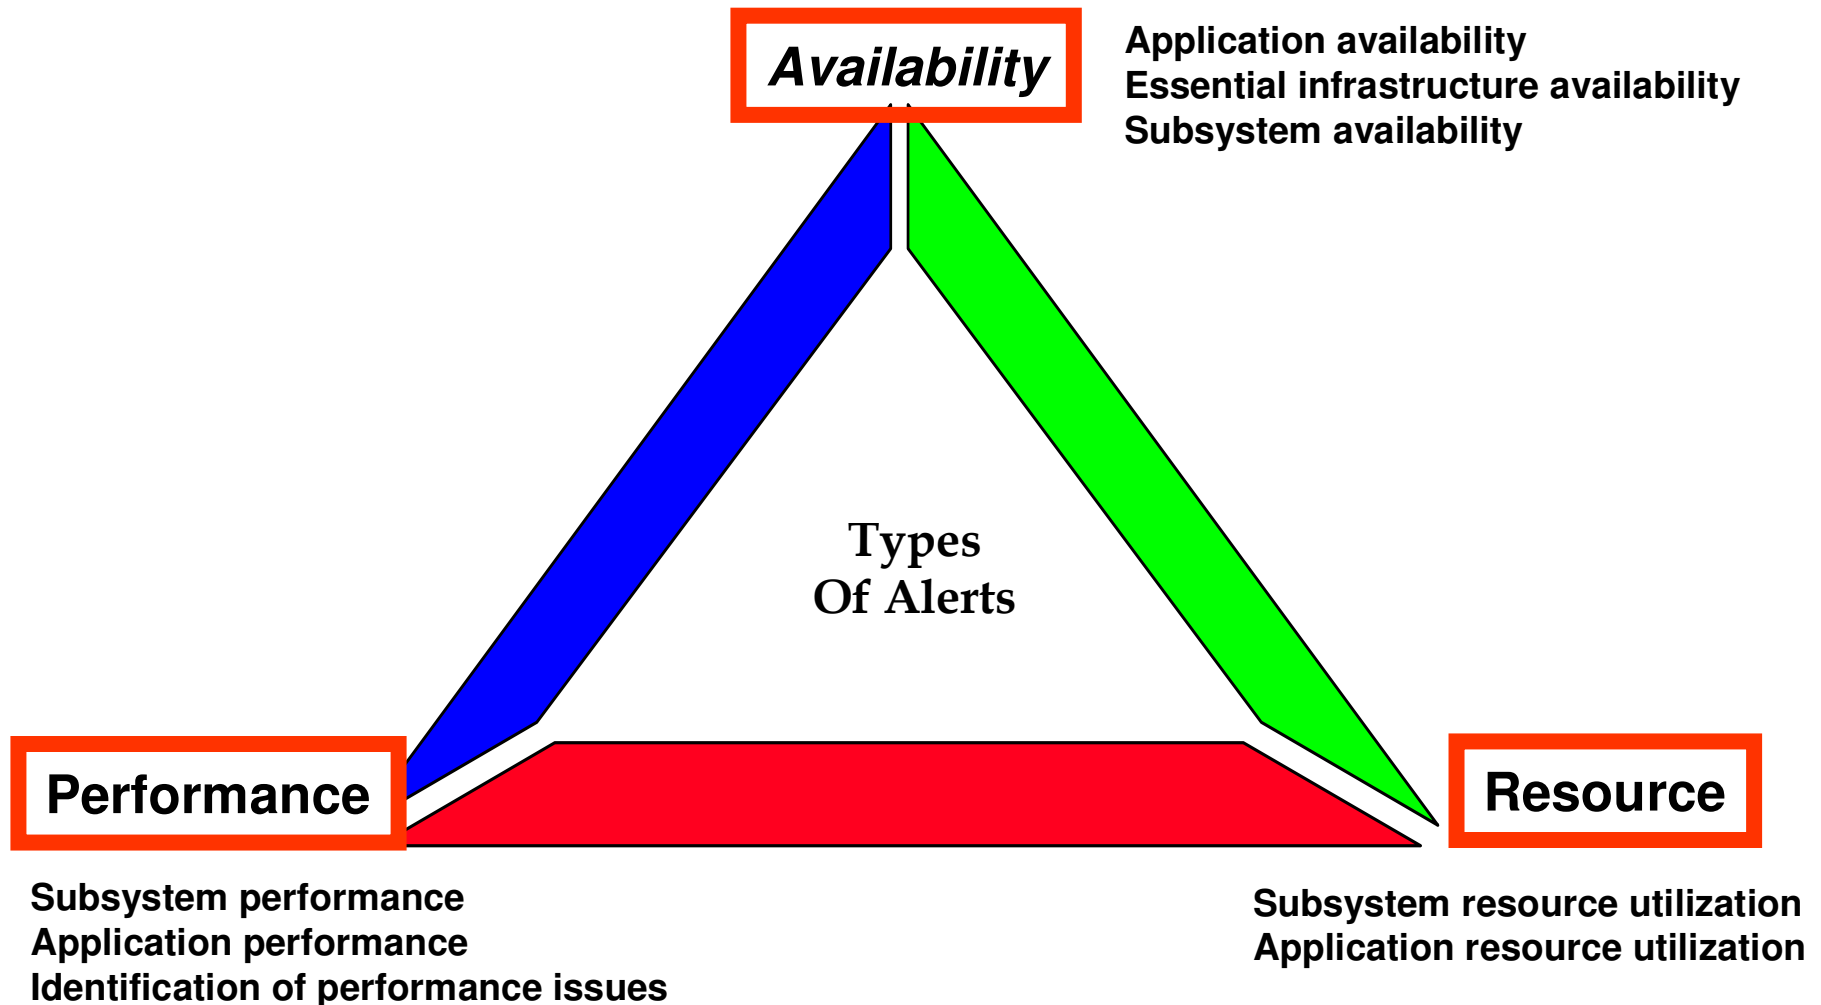 Availability
Application availability
Essential infrastructure availability
Subsystem availability
Types
Of Alerts
Performance
Resource
Subsystem performance
Application performance
Identification of performance issues
Subsystem resource utilization
Application resource utilization